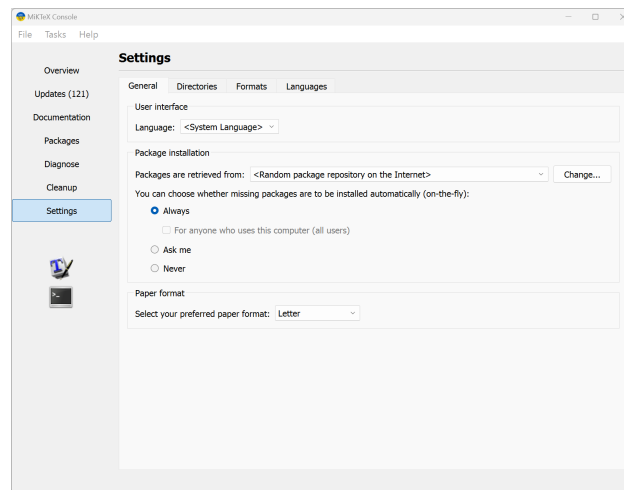 MiKTeX Console
File Tasks Help
Settings
Overview
Updates (121)
Documentation
Packages
Diagnose
Cleanup
Settings
General Directories Formats Languages
User interface
Language: <System Language>
Package installation
Packages are retrieved from: <Random package repository on the Internet> Change...
You can choose whether missing packages are to be installed automatically (on-the-fly):
Always
For anyone who uses this computer (all users)
Ask me
Never
Paper format
Select your preferred paper format: Letter